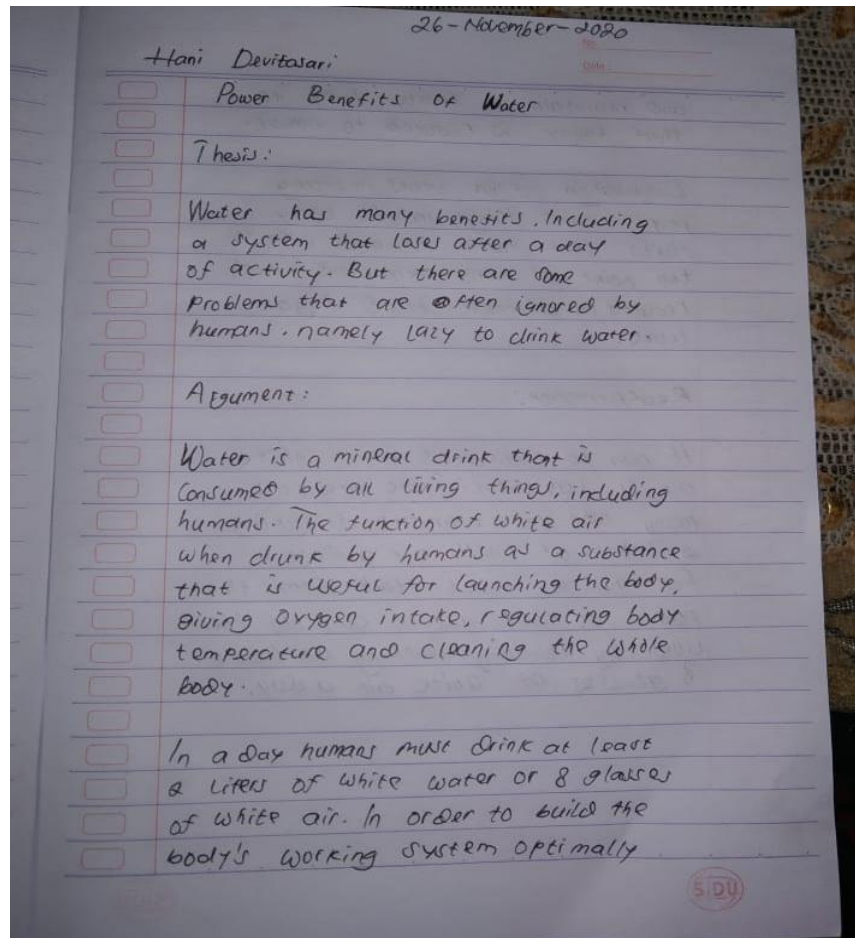 26-November-2020
No
Date:
Hani Devitasari
Power Benefits of Water
Thesis:
Water has many benefits. Including
a system that loses after a day
of activity. But there are some
problems that are often ignored by
humans. namely lazy to drink water.
Argument:
Water is a mineral drink that is
Consumed by all living things, including
humans. The function of white air
when drunk by humans as a substance
that is useful for launching the body,
giving oxygen intake, regulating body
temperature and cleaning the whole
body.
In a day humans must drink at least
2 liters of white water or 8 glasses
of white air. In order to build the
body's working system optimally
SIDU